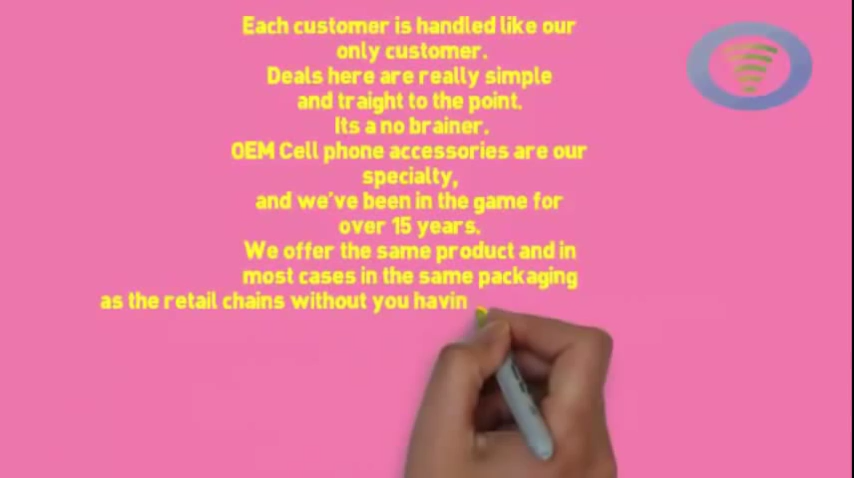 Each customer is handled like our
only customer.
Deals here are really simple
and traight to the point.
Its a no brainer.
OEM Cell phone accessories are our
specialty,
and we've been in the game for
over 15 years.
We offer the same product and in
most cases in the same packaging
as the retail chains without you havin